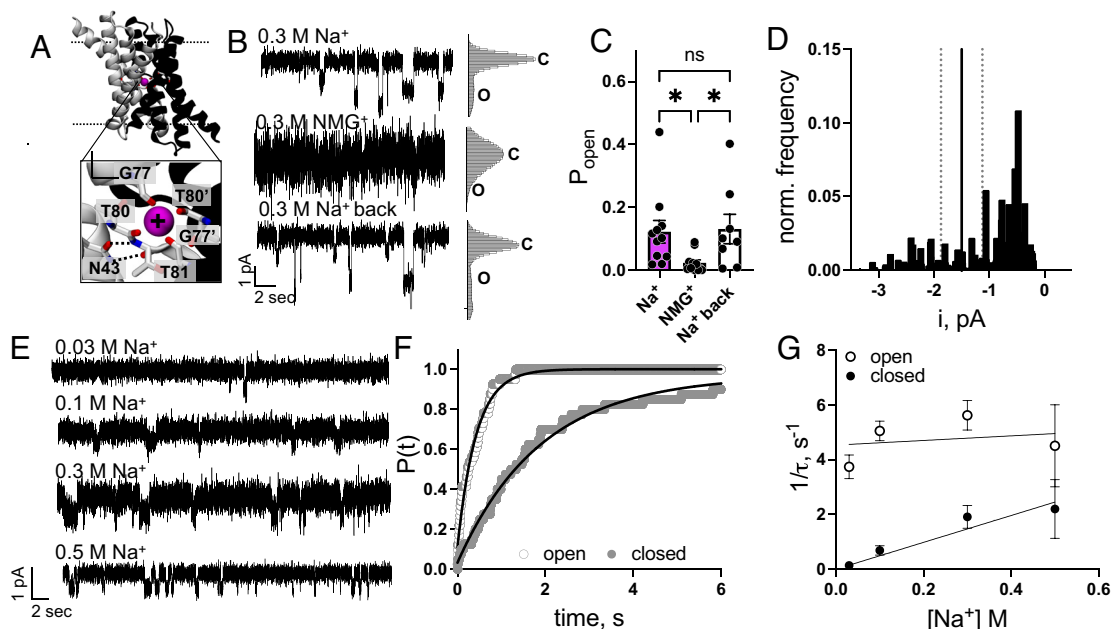 A
G77
T80'
T80
+
G77'
N43
T81
B
0.3 M Na⁺
C
O
0.3 M NMG⁺
C
O
0.3 M Na⁺ back
C
O
1 pA
2 sec
C
ns
* *
0.6
0.4
0.2
0.0
P_open
Na⁺
NMG⁺
Na⁺ back
D
0.15
0.10
0.05
0.00
norm. frequency
-3 -2 -1 0
i, pA
E
0.03 M Na⁺
0.1 M Na⁺
0.3 M Na⁺
0.5 M Na⁺
1 pA
2 sec
F
1.0
0.8
0.6
0.4
0.2
0.0
P(t)
open closed
0 2 4 6
time, s
G
open
closed
8
6
4
2
0
1/τ, s⁻¹
0.0 0.2 0.4 0.6
[Na⁺] M